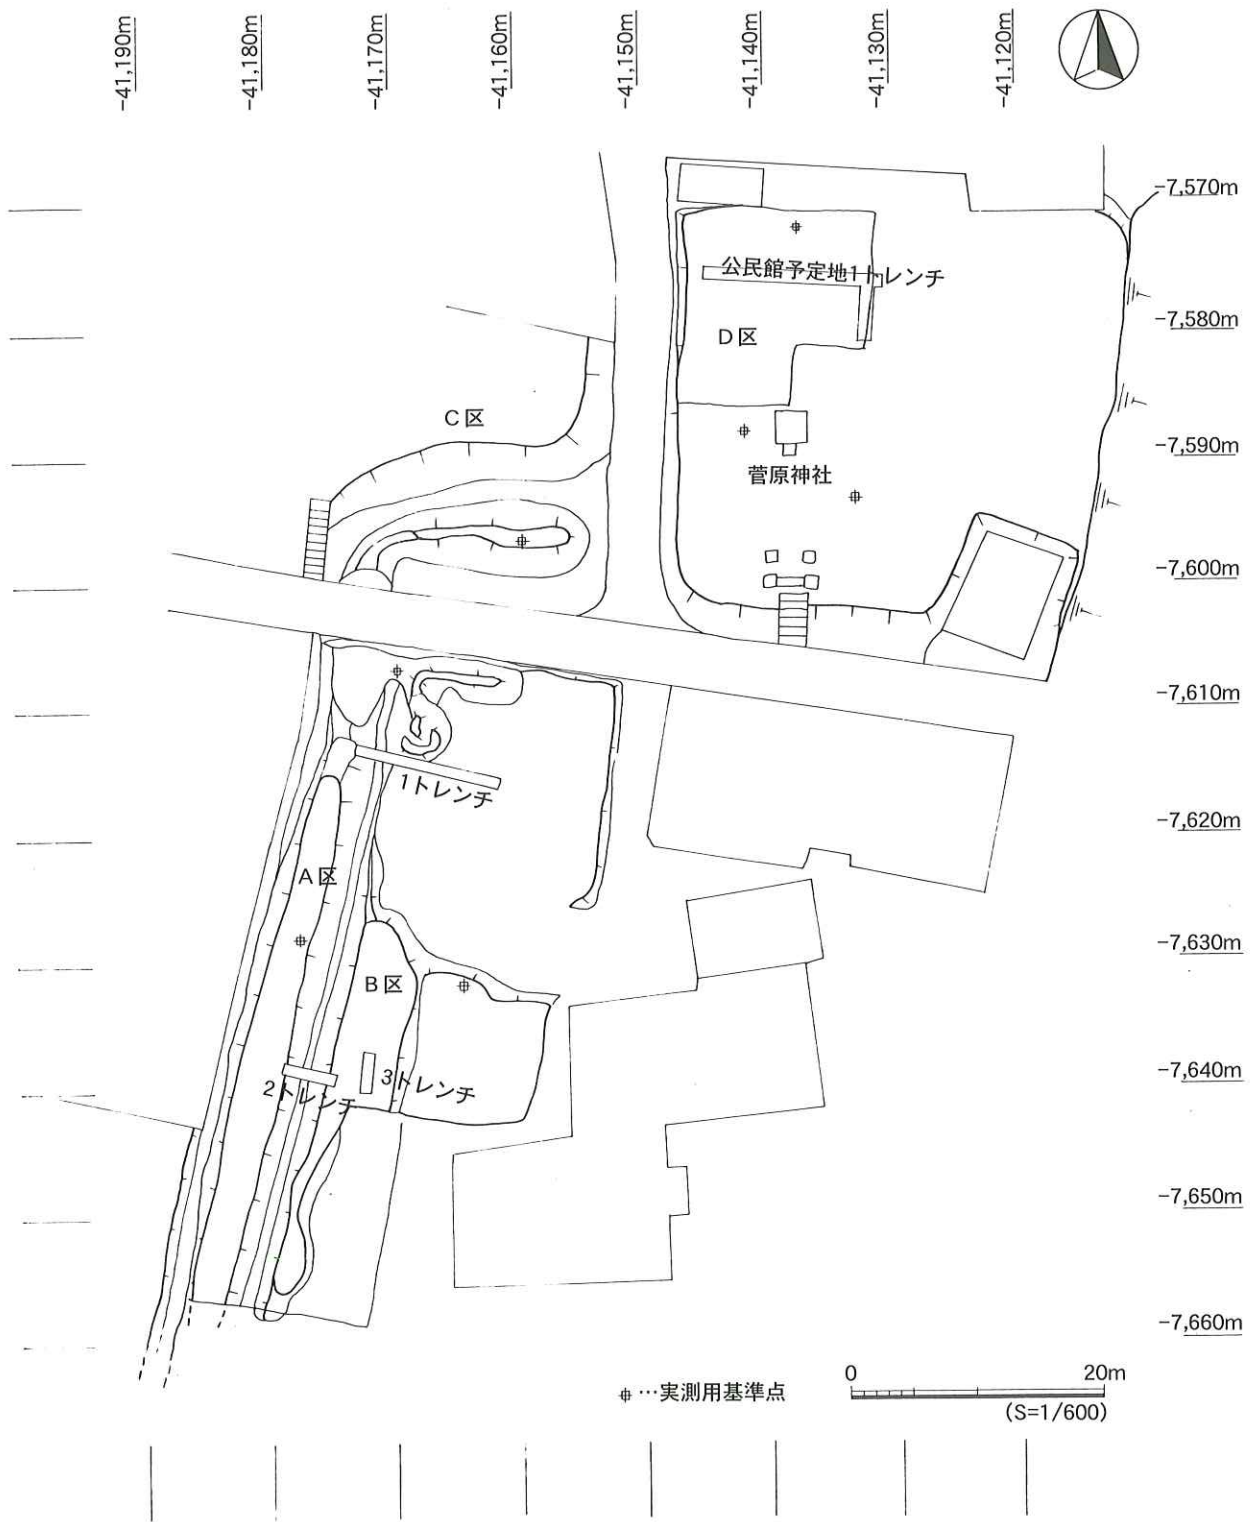 -41,190m
-41,180m
-41,170m
-41,160m
-41,150m
-41,140m
-41,130m
-41,120m
-7,570m
公民館予定地1トレンチ
-7,580m
D区
C区
-7,590m
菅原神社
-7,600m
-7,610m
1トレンチ
-7,620m
A区
-7,630m
B区
-7,640m
3トレンチ
2トレンチ
-7,650m
-7,660m
…実測用基準点
0 20m
(S=1/600)